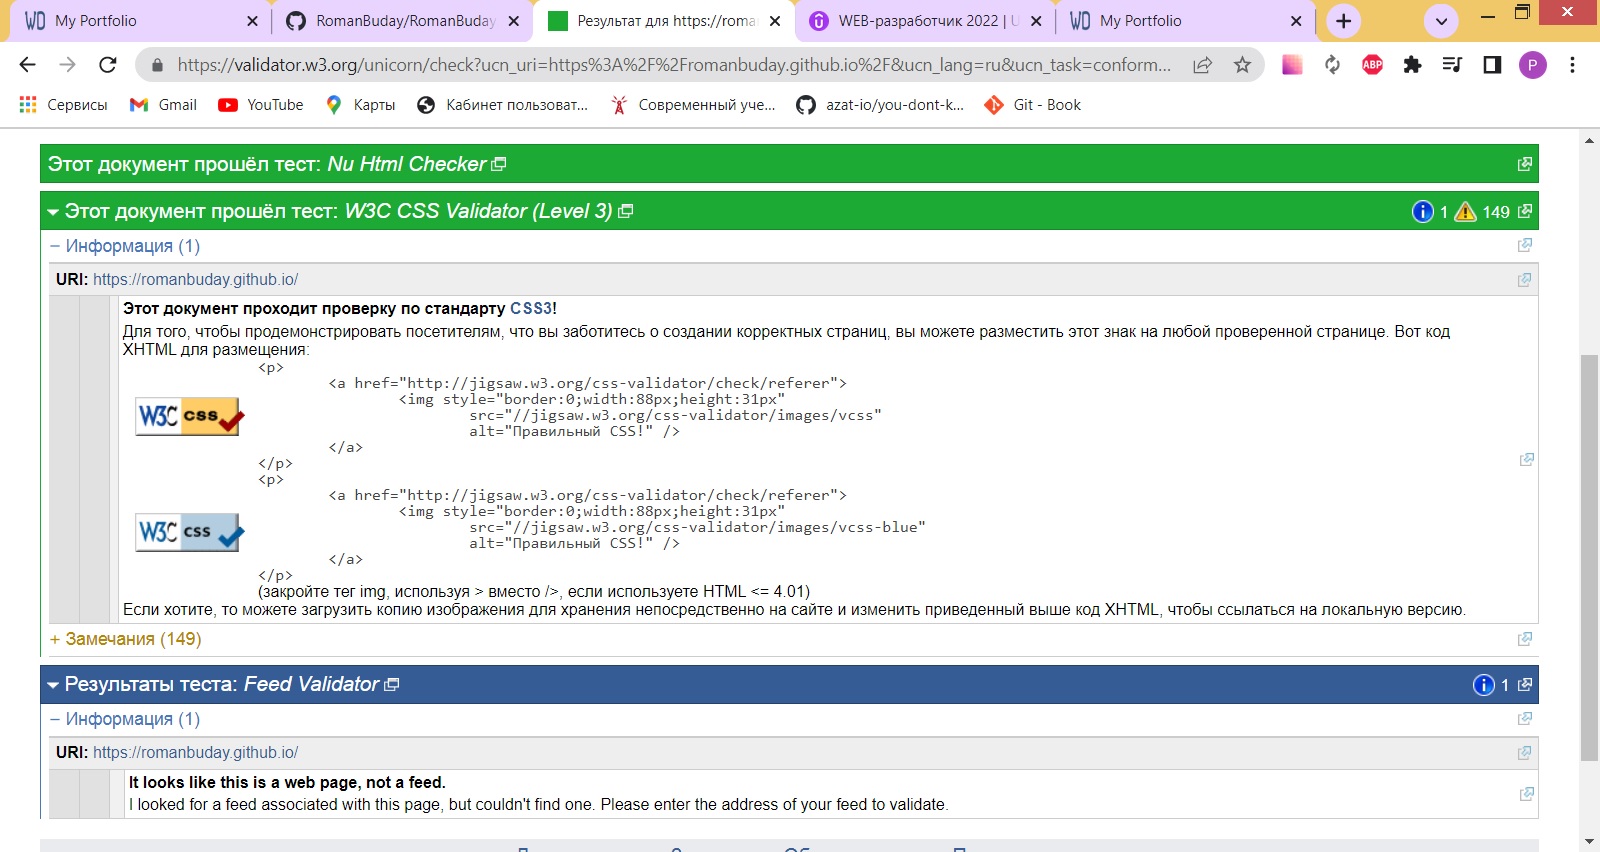 My Portfolio
RomanBuday/RomanBuday
Результат для https://roma
WEB-разработчик 2022 | U
My Portfolio
https://validator.w3.org/unicorn/check?ucn_uri=https%3A%2F%2Fromanbuday.github.io%2F&ucn_lang=ru&ucn_task=conform...
ABP
P
Сервисы
Gmail
YouTube
Карты
Кабинет пользоват...
Современный уче...
azat-io/you-dont-k...
Git - Book
Этот документ прошёл тест: Nu Html Checker
Этот документ прошёл тест: W3C CSS Validator (Level 3)
1
149
− Информация (1)
URI: https://romanbuday.github.io/
Этот документ проходит проверку по стандарту CSS3!
Для того, чтобы продемонстрировать посетителям, что вы заботитесь о создании корректных страниц, вы можете разместить этот знак на любой проверенной странице. Вот код
XHTML для размещения:
<p>
<a href="http://jigsaw.w3.org/css-validator/check/referer">
<img style="border:0;width:88px;height:31px"
W3C css
src="//jigsaw.w3.org/css-validator/images/vcss"
alt="Правильный CSS!" />
</a>
</p>
<p>
<a href="http://jigsaw.w3.org/css-validator/check/referer">
<img style="border:0;width:88px;height:31px"
W3C css
src="//jigsaw.w3.org/css-validator/images/vcss-blue"
alt="Правильный CSS!" />
</a>
</p>
(закройте тег img, используя > вместо />, если используете HTML <= 4.01)
Если хотите, то можете загрузить копию изображения для хранения непосредственно на сайте и изменить приведенный выше код XHTML, чтобы ссылаться на локальную версию.
+ Замечания (149)
Результаты теста: Feed Validator
1
− Информация (1)
URI: https://romanbuday.github.io/
It looks like this is a web page, not a feed.
I looked for a feed associated with this page, but couldn't find one. Please enter the address of your feed to validate.